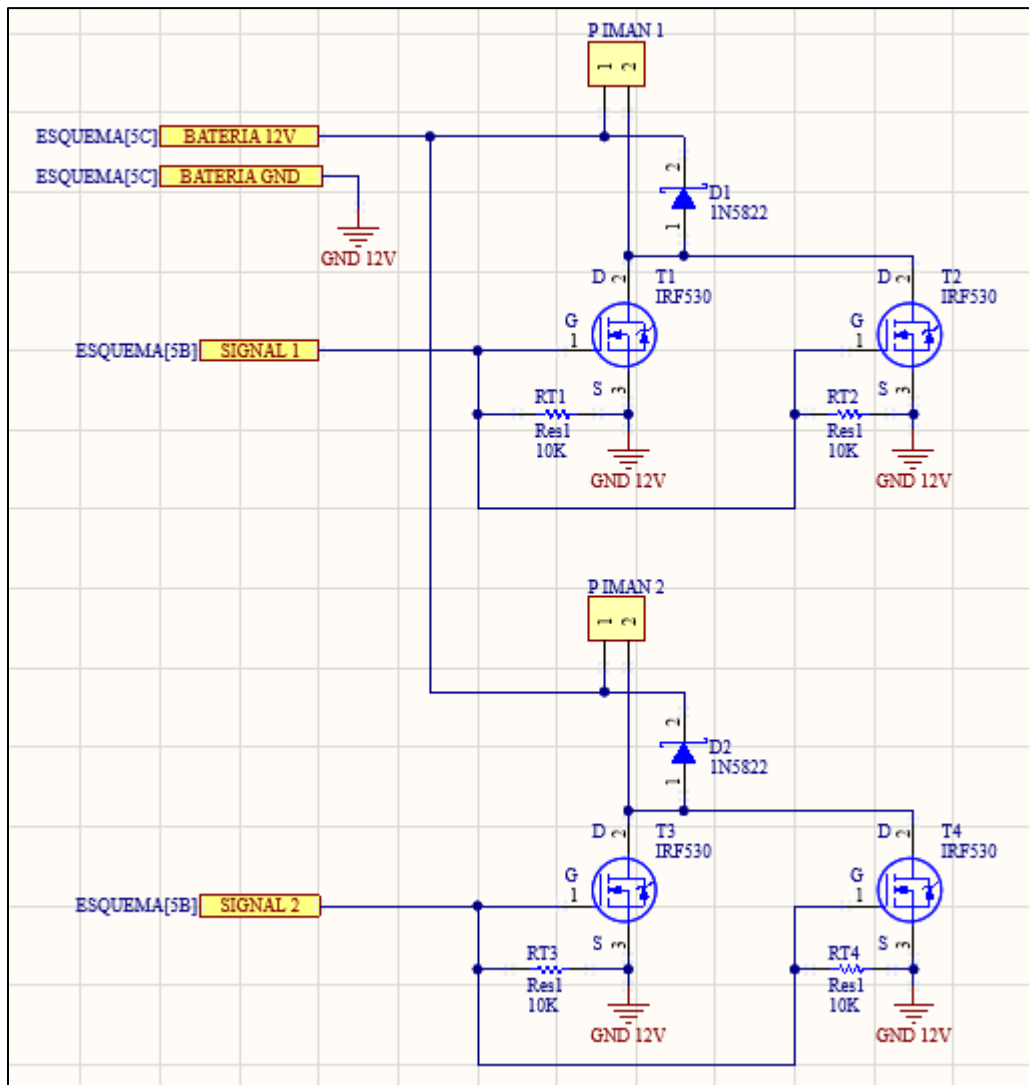 P IMAN 1
1 2
ESQUEMA[5C] BATERIA 12V
ESQUEMA[5C] BATERIA GND
GND 12V
2
D1
1N5822
1
D 2 T1
IRF530
G
1
S 3
D 2 T2
IRF530
G
1
S 3
ESQUEMA[5B] SIGNAL 1
RT1
Res1
10K
GND 12V
RT2
Res1
10K
GND 12V
P IMAN 2
1 2
2
D2
1N5822
1
D 2 T3
IRF530
G
1
S 3
D 2 T4
IRF530
G
1
S 3
ESQUEMA[5B] SIGNAL 2
RT3
Res1
10K
GND 12V
RT4
Res1
10K
GND 12V